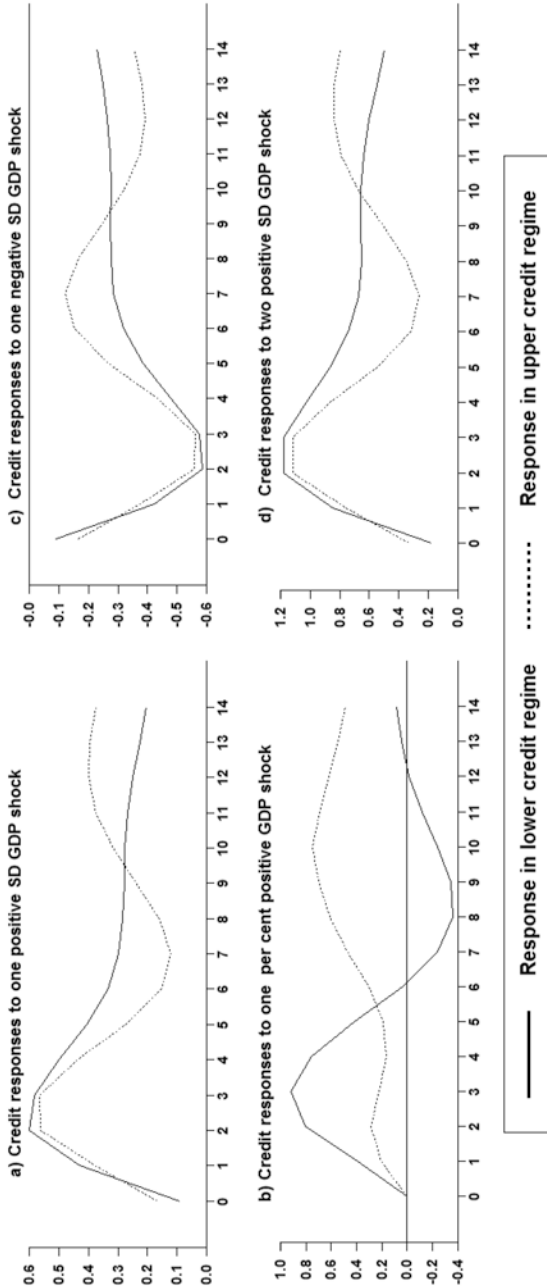 a) Credit responses to one positive SD GDP shock
0.6
0.5
0.4
0.3
0.2
0.1
0.0
0 1 2 3 4 5 6 7 8 9 10 11 12 13 14
c) Credit responses to one negative SD GDP shock
-0.0
-0.1
-0.2
-0.3
-0.4
-0.5
-0.6
0 1 2 3 4 5 6 7 8 9 10 11 12 13 14
b) Credit responses to one per cent positive GDP shock
1.0
0.8
0.6
0.4
0.2
0.0
-0.2
-0.4
0 1 2 3 4 5 6 7 8 9 10 11 12 13 14
d) Credit responses to two positive SD GDP shock
1.2
1.0
0.8
0.6
0.4
0.2
0.0
0 1 2 3 4 5 6 7 8 9 10 11 12 13 14
Response in lower credit regime
Response in upper credit regime